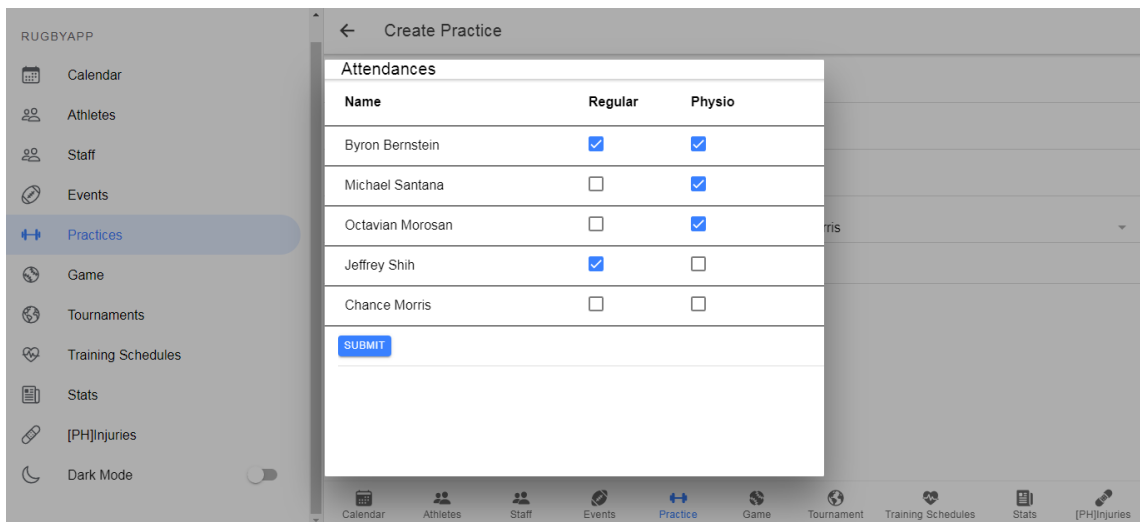 RUGBYAPP
Calendar
Athletes
Staff
Events
Practices
Game
Tournaments
Training Schedules
Stats
[PH]Injuries
Dark Mode
Create Practice
Attendances
Name Regular Physio
Byron Bernstein
Michael Santana
Octavian Morosan
Jeffrey Shih
Chance Morris
SUBMIT
rris
Calendar Athletes Staff Events Practice Game Tournament Training Schedules Stats [PH]Injuries